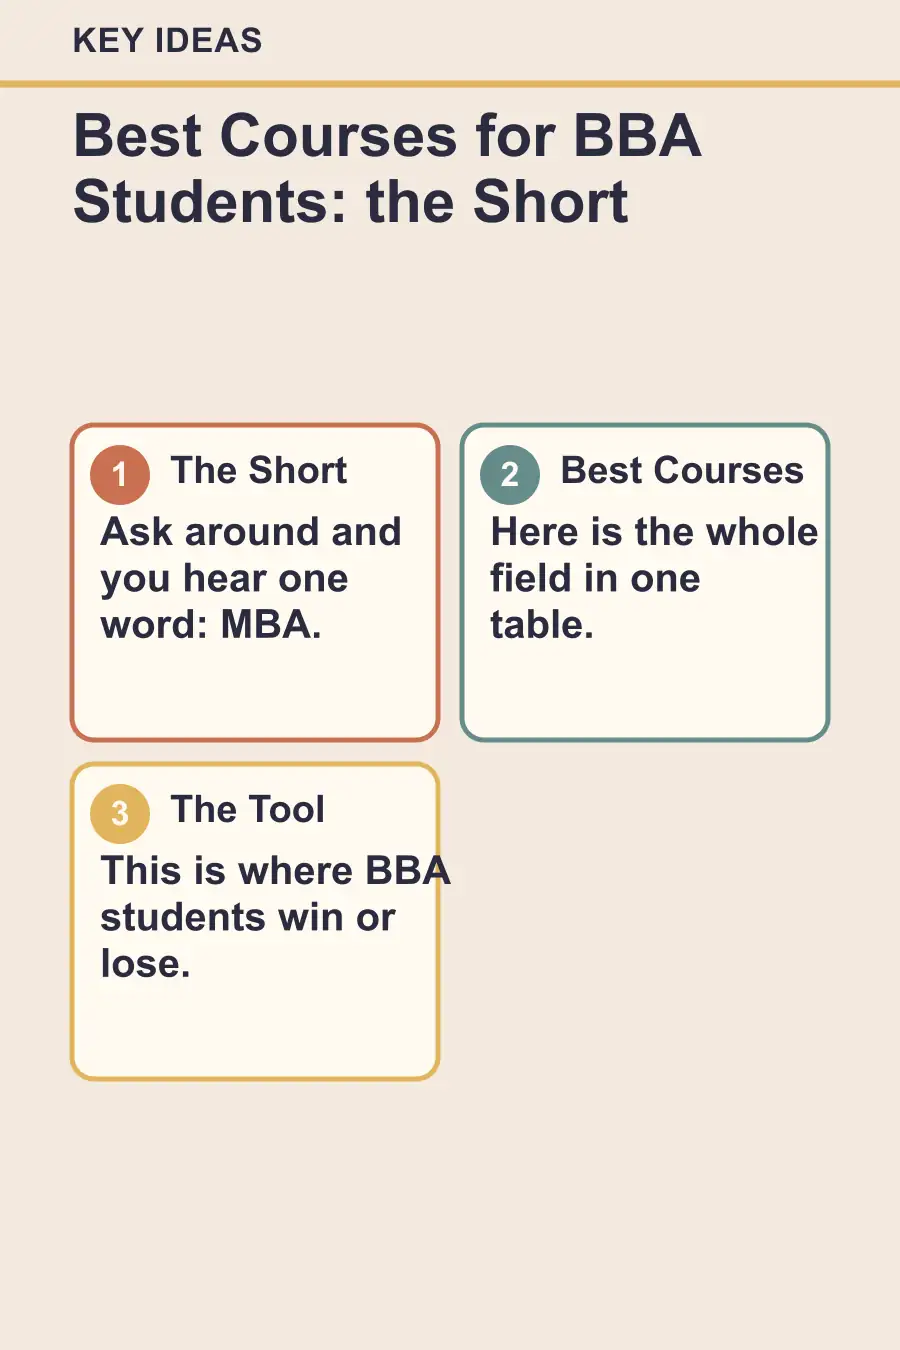 KEY IDEAS
Best Courses for BBA
Students: the Short
1 The Short
Ask around and
you hear one
word: MBA.
2 Best Courses
Here is the whole
field in one
table.
3 The Tool
This is where BBA
students win or
lose.